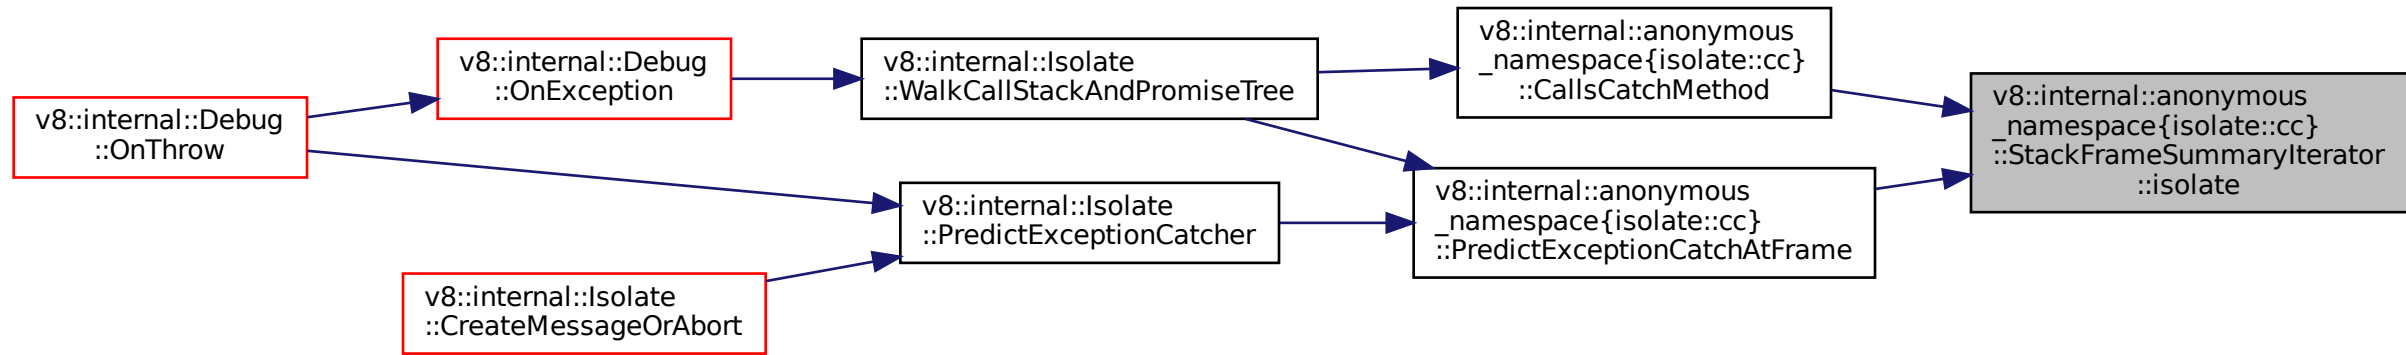 v8::internal::Debug
::OnThrow
v8::internal::Debug
::OnException
v8::internal::Isolate
::CreateMessageOrAbort
v8::internal::Isolate
::WalkCallStackAndPromiseTree
v8::internal::Isolate
::PredictExceptionCatcher
v8::internal::anonymous
_namespace{isolate::cc}
::CallsCatchMethod
v8::internal::anonymous
_namespace{isolate::cc}
::PredictExceptionCatchAtFrame
v8::internal::anonymous
_namespace{isolate::cc}
::StackFrameSummaryIterator
::isolate